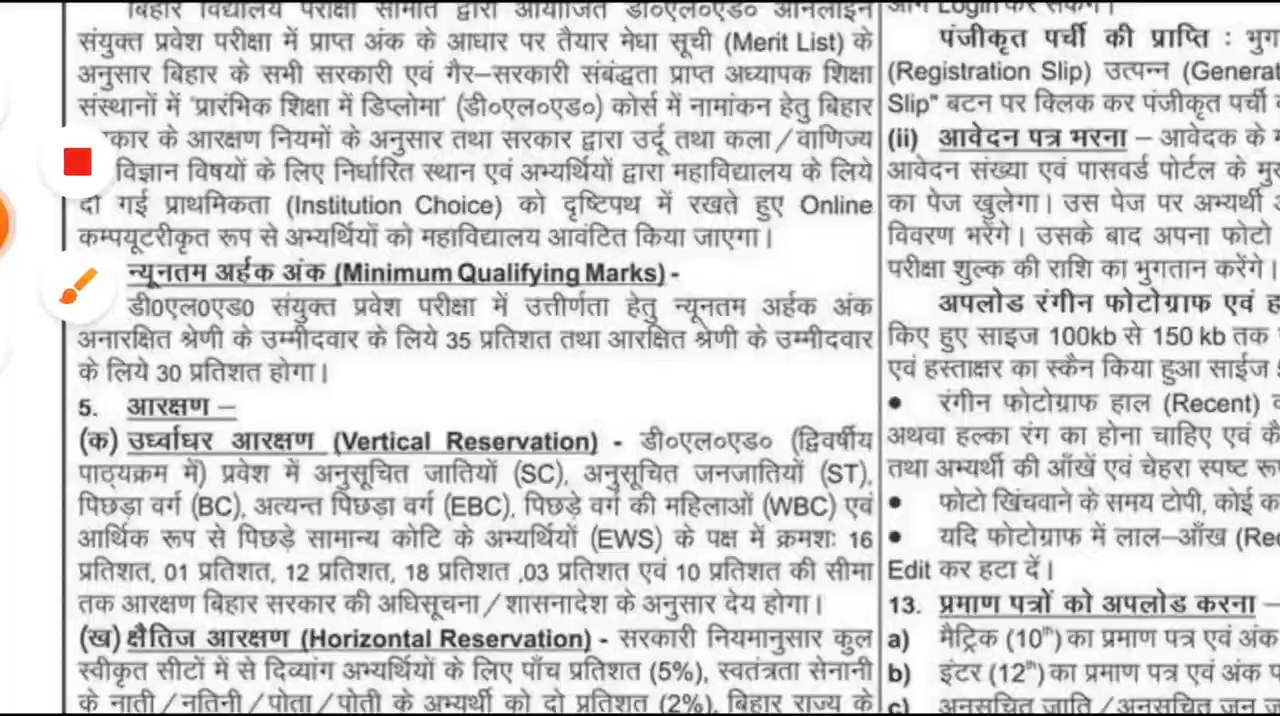 बिहार विद्यालय परीक्षा समिति द्वारा आयोजित डी०एल०एड० ऑनलाइन
संयुक्त प्रवेश परीक्षा में प्राप्त अंक के आधार पर तैयार मेधा सूची (Merit List) के
अनुसार बिहार के सभी सरकारी एवं गैर–सरकारी संबंद्धता प्राप्त अध्यापक शिक्षा
संस्थानों में 'प्रारंभिक शिक्षा में डिप्लोमा' (डी०एल०एड०) कोर्स में नामांकन हेतु बिहार
कार के आरक्षण नियमों के अनुसार तथा सरकार द्वारा उर्दू तथा कला/वाणिज्य
विज्ञान विषयों के लिए निर्धारित स्थान एवं अभ्यर्थियों द्वारा महाविद्यालय के लिये
दी गई प्राथमिकता (Institution Choice) को दृष्टिपथ में रखते हुए Online
कम्पयूटरीकृत रूप से अभ्यर्थियों को महाविद्यालय आवंटित किया जाएगा।
न्यूनतम अर्हक अंक (Minimum Qualifying Marks) -
डी0एल0एड0 संयुक्त प्रवेश परीक्षा में उत्तीर्णता हेतु न्यूनतम अर्हक अंक
अनारक्षित श्रेणी के उम्मीदवार के लिये 35 प्रतिशत तथा आरक्षित श्रेणी के उम्मीदवार
के लिये 30 प्रतिशत होगा।
5. आरक्षण –
(क) उर्ध्वाधर आरक्षण (Vertical Reservation) - डी०एल०एड० (द्विवर्षीय
पाठ्यक्रम में) प्रवेश में अनुसूचित जातियों (SC), अनुसूचित जनजातियों (ST),
पिछड़ा वर्ग (BC), अत्यन्त पिछड़ा वर्ग (EBC), पिछड़े वर्ग की महिलाओं (WBC) एवं
आर्थिक रूप से पिछड़े सामान्य कोटि के अभ्यर्थियों (EWS) के पक्ष में क्रमशः 16
प्रतिशत, 01 प्रतिशत, 12 प्रतिशत, 18 प्रतिशत ,03 प्रतिशत एवं 10 प्रतिशत की सीमा
तक आरक्षण बिहार सरकार की अधिसूचना/शासनादेश के अनुसार देय होगा।
(ख) क्षैतिज आरक्षण (Horizontal Reservation) - सरकारी नियमानुसार कुल
स्वीकृत सीटों में से दिव्यांग अभ्यर्थियों के लिए पाँच प्रतिशत (5%), स्वतंत्रता सेनानी
के नाती/नतिनी/पोता/पोती के अभ्यर्थी को दो प्रतिशत (2%), बिहार राज्य के
Login कर सकेंगे।
पंजीकृत पर्ची की प्राप्ति : भुग
(Registration Slip) उत्पन्न (Generat
Slip" बटन पर क्लिक कर पंजीकृत पर्ची
(ii) आवेदन पत्र भरना – आवेदक के
आवेदन संख्या एवं पासवर्ड पोर्टल के मु
का पेज खुलेगा। उस पेज पर अभ्यर्थी
विवरण भरेंगे। उसके बाद अपना फोटो
परीक्षा शुल्क की राशि का भुगतान करेंगे।
अपलोड रंगीन फोटोग्राफ एवं ह
किए हुए साइज 100kb से 150 kb तक
एवं हस्ताक्षर का स्कैन किया हुआ साईज
• रंगीन फोटोग्राफ हाल (Recent)
अथवा हल्का रंग का होना चाहिए एवं कै
तथा अभ्यर्थी की आँखें एवं चेहरा स्पष्ट रू
• फोटो खिंचवाने के समय टोपी, कोई क
• यदि फोटोग्राफ में लाल–आँख (Rec
Edit कर हटा दें।
13. प्रमाण पत्रों को अपलोड करना –
a) मैट्रिक (10th) का प्रमाण पत्र एवं अंक
b) इंटर (12th) का प्रमाण पत्र एवं अंक प
c) अनुसूचित जाति/अनुसूचित जन ज